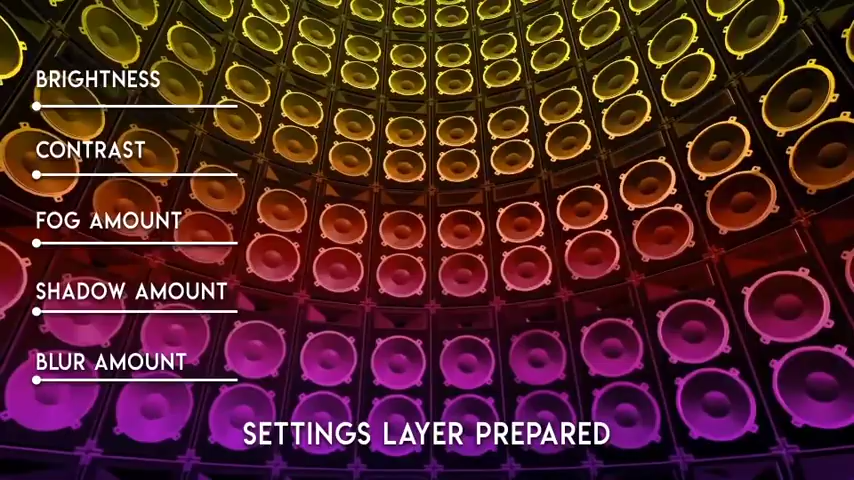 BRIGHTNESS
CONTRAST
FOG AMOUNT
SHADOW AMOUNT
BLUR AMOUNT
SETTINGS LAYER PREPARED